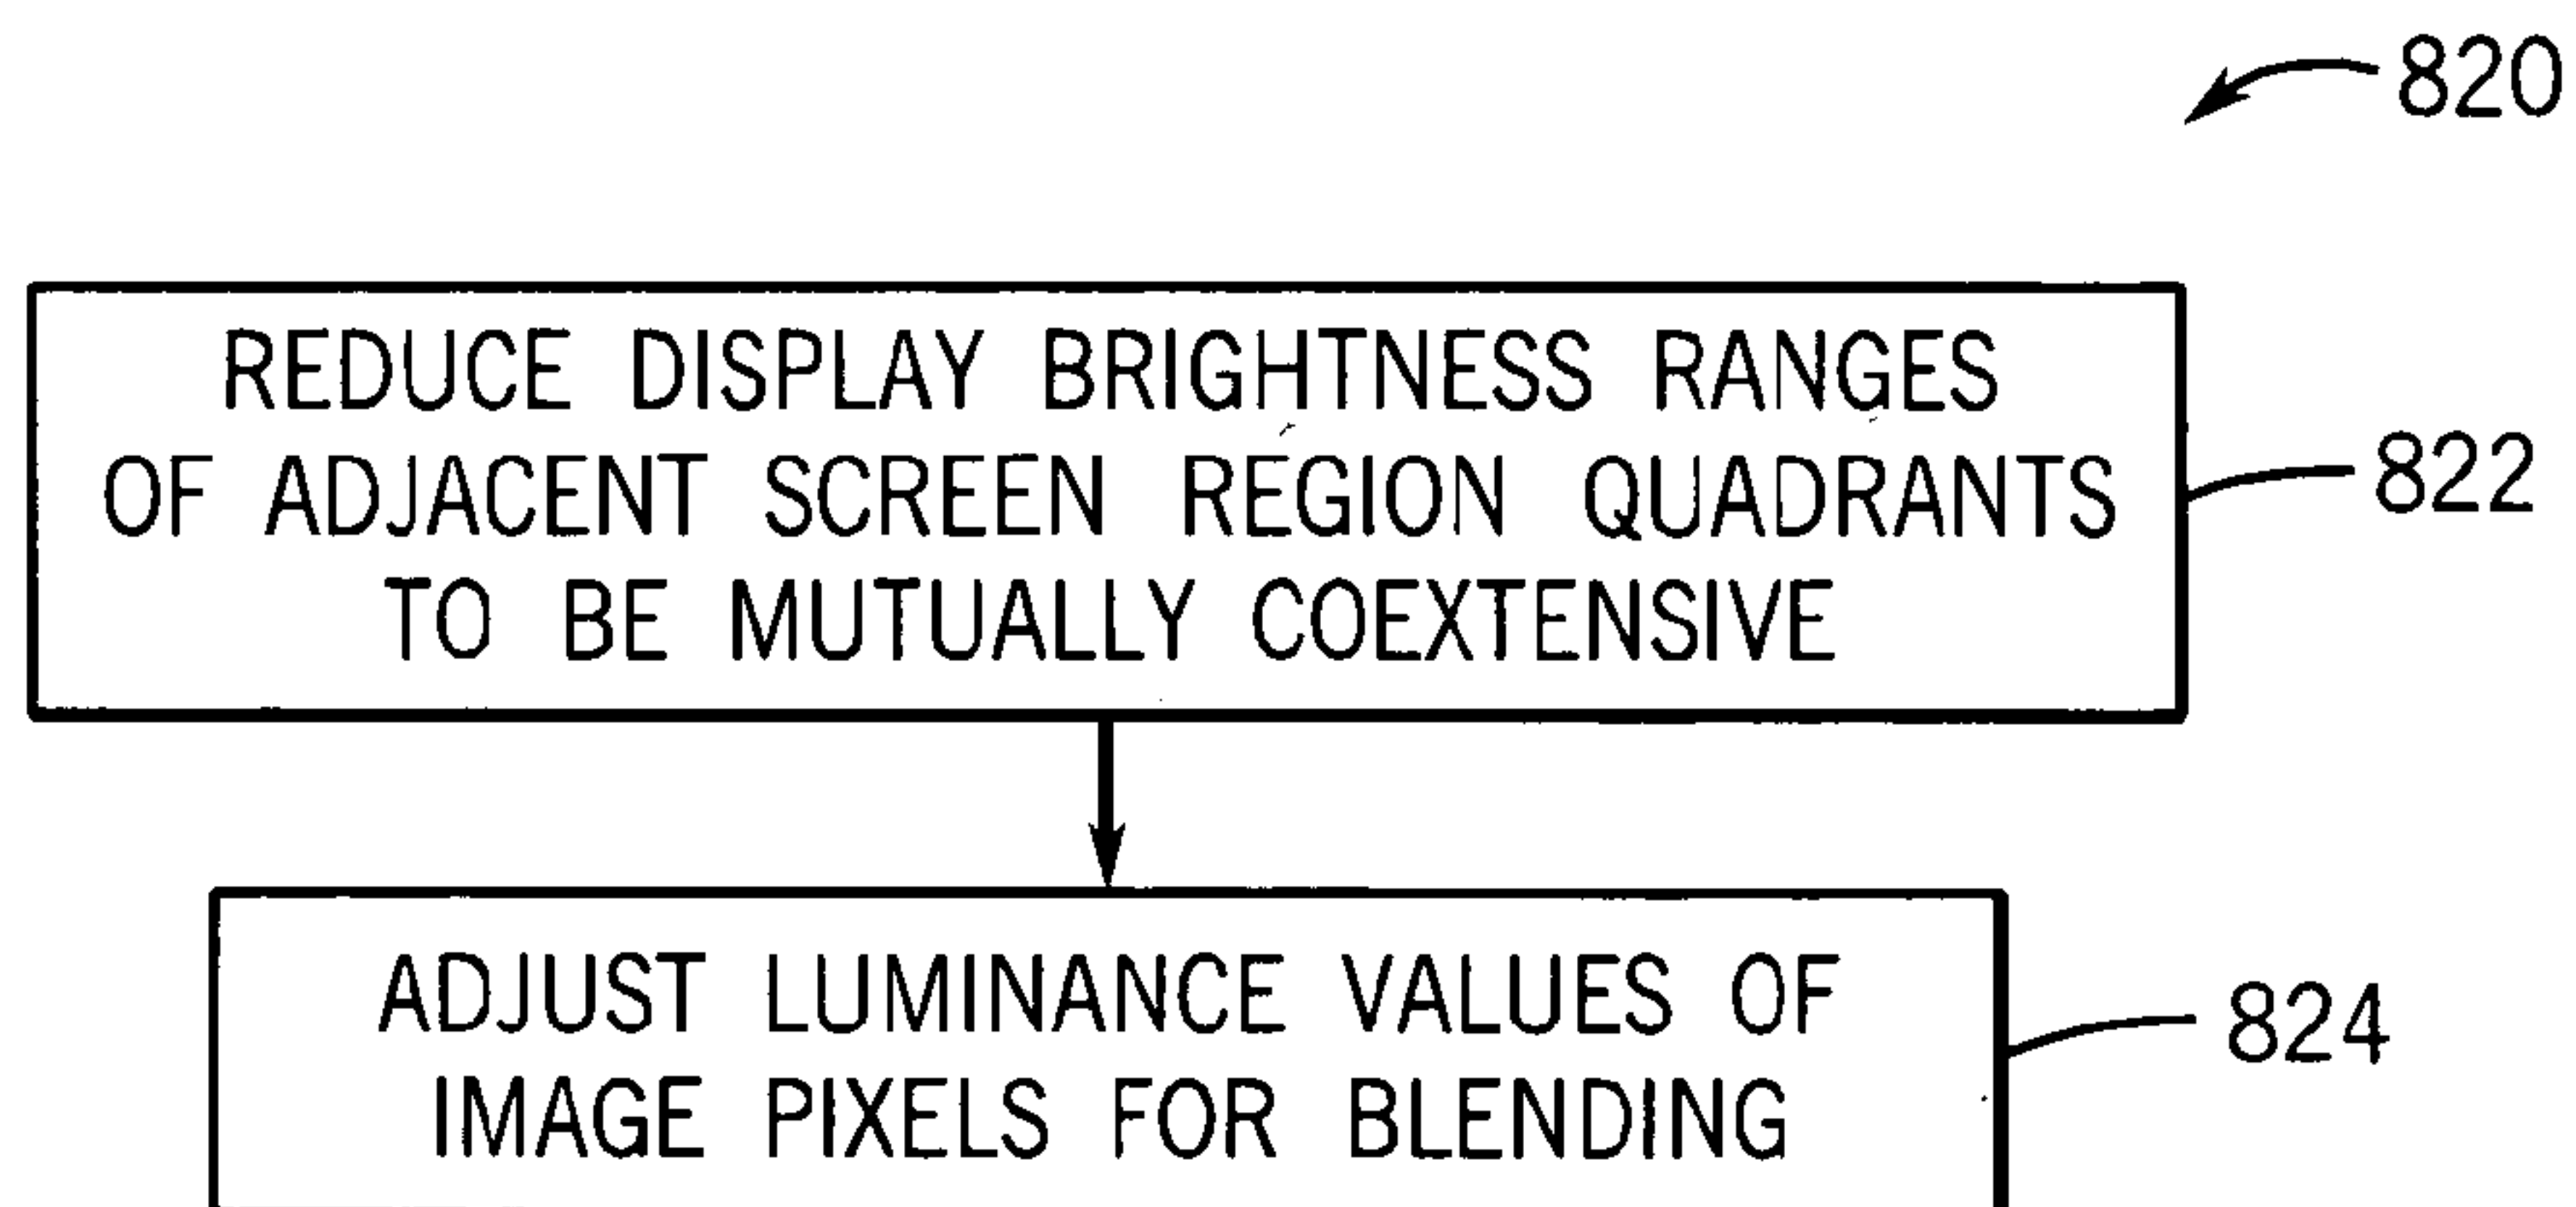 820
REDUCE DISPLAY BRIGHTNESS RANGES
OF ADJACENT SCREEN REGION QUADRANTS
TO BE MUTUALLY COEXTENSIVE
822
ADJUST LUMINANCE VALUES OF
IMAGE PIXELS FOR BLENDING
824